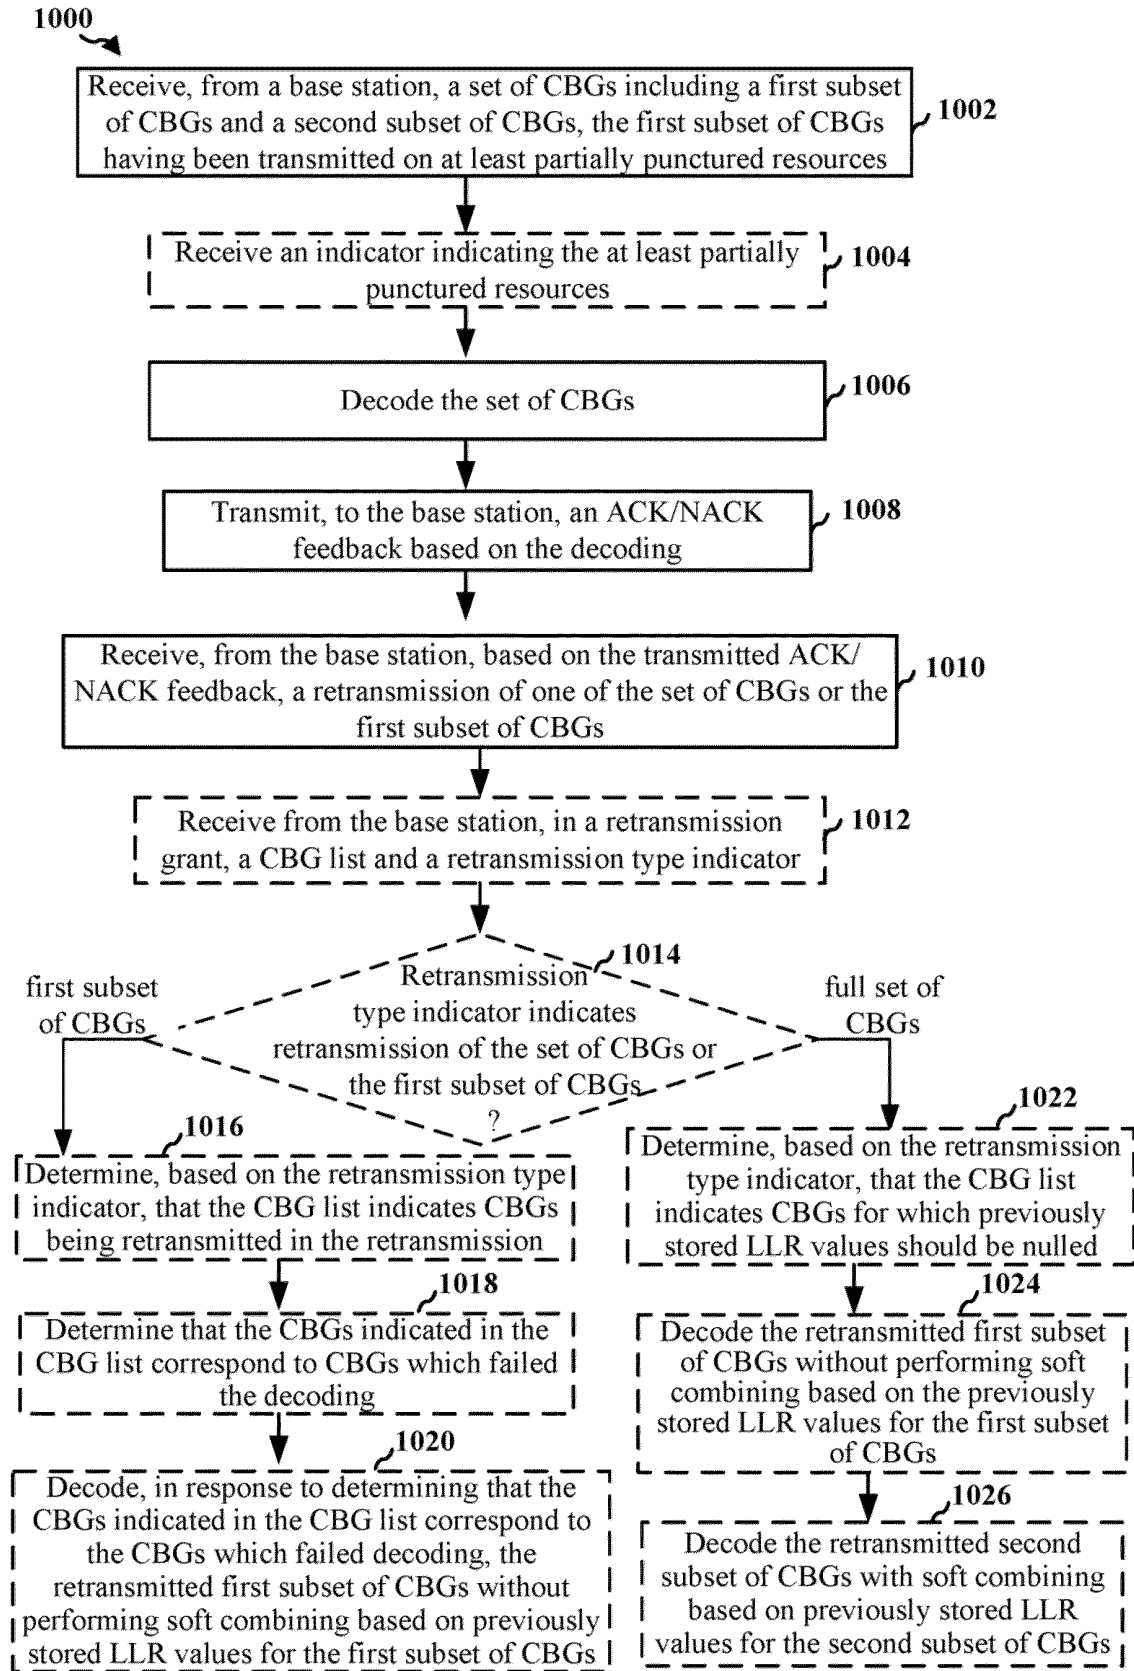 1000
Receive, from a base station, a set of CBGs including a first subset
of CBGs and a second subset of CBGs, the first subset of CBGs
having been transmitted on at least partially punctured resources
1002
Receive an indicator indicating the at least partially
punctured resources
1004
Decode the set of CBGs
1006
Transmit, to the base station, an ACK/NACK
feedback based on the decoding
1008
Receive, from the base station, based on the transmitted ACK/
NACK feedback, a retransmission of one of the set of CBGs or the
first subset of CBGs
1010
Receive from the base station, in a retransmission
grant, a CBG list and a retransmission type indicator
1012
1014
Retransmission
type indicator indicates
retransmission of the set of CBGs or
the first subset of CBGs
?
first subset
of CBGs
full set of
CBGs
1016
Determine, based on the retransmission type
indicator, that the CBG list indicates CBGs
being retransmitted in the retransmission
1018
Determine that the CBGs indicated in the
CBG list correspond to CBGs which failed
the decoding
1020
Decode, in response to determining that the
CBGs indicated in the CBG list correspond to
the CBGs which failed decoding, the
retransmitted first subset of CBGs without
performing soft combining based on previously
stored LLR values for the first subset of CBGs
1022
Determine, based on the retransmission
type indicator, that the CBG list
indicates CBGs for which previously
stored LLR values should be nulled
1024
Decode the retransmitted first subset
of CBGs without performing soft
combining based on the previously
stored LLR values for the first subset
of CBGs
1026
Decode the retransmitted second
subset of CBGs with soft combining
based on previously stored LLR
values for the second subset of CBGs